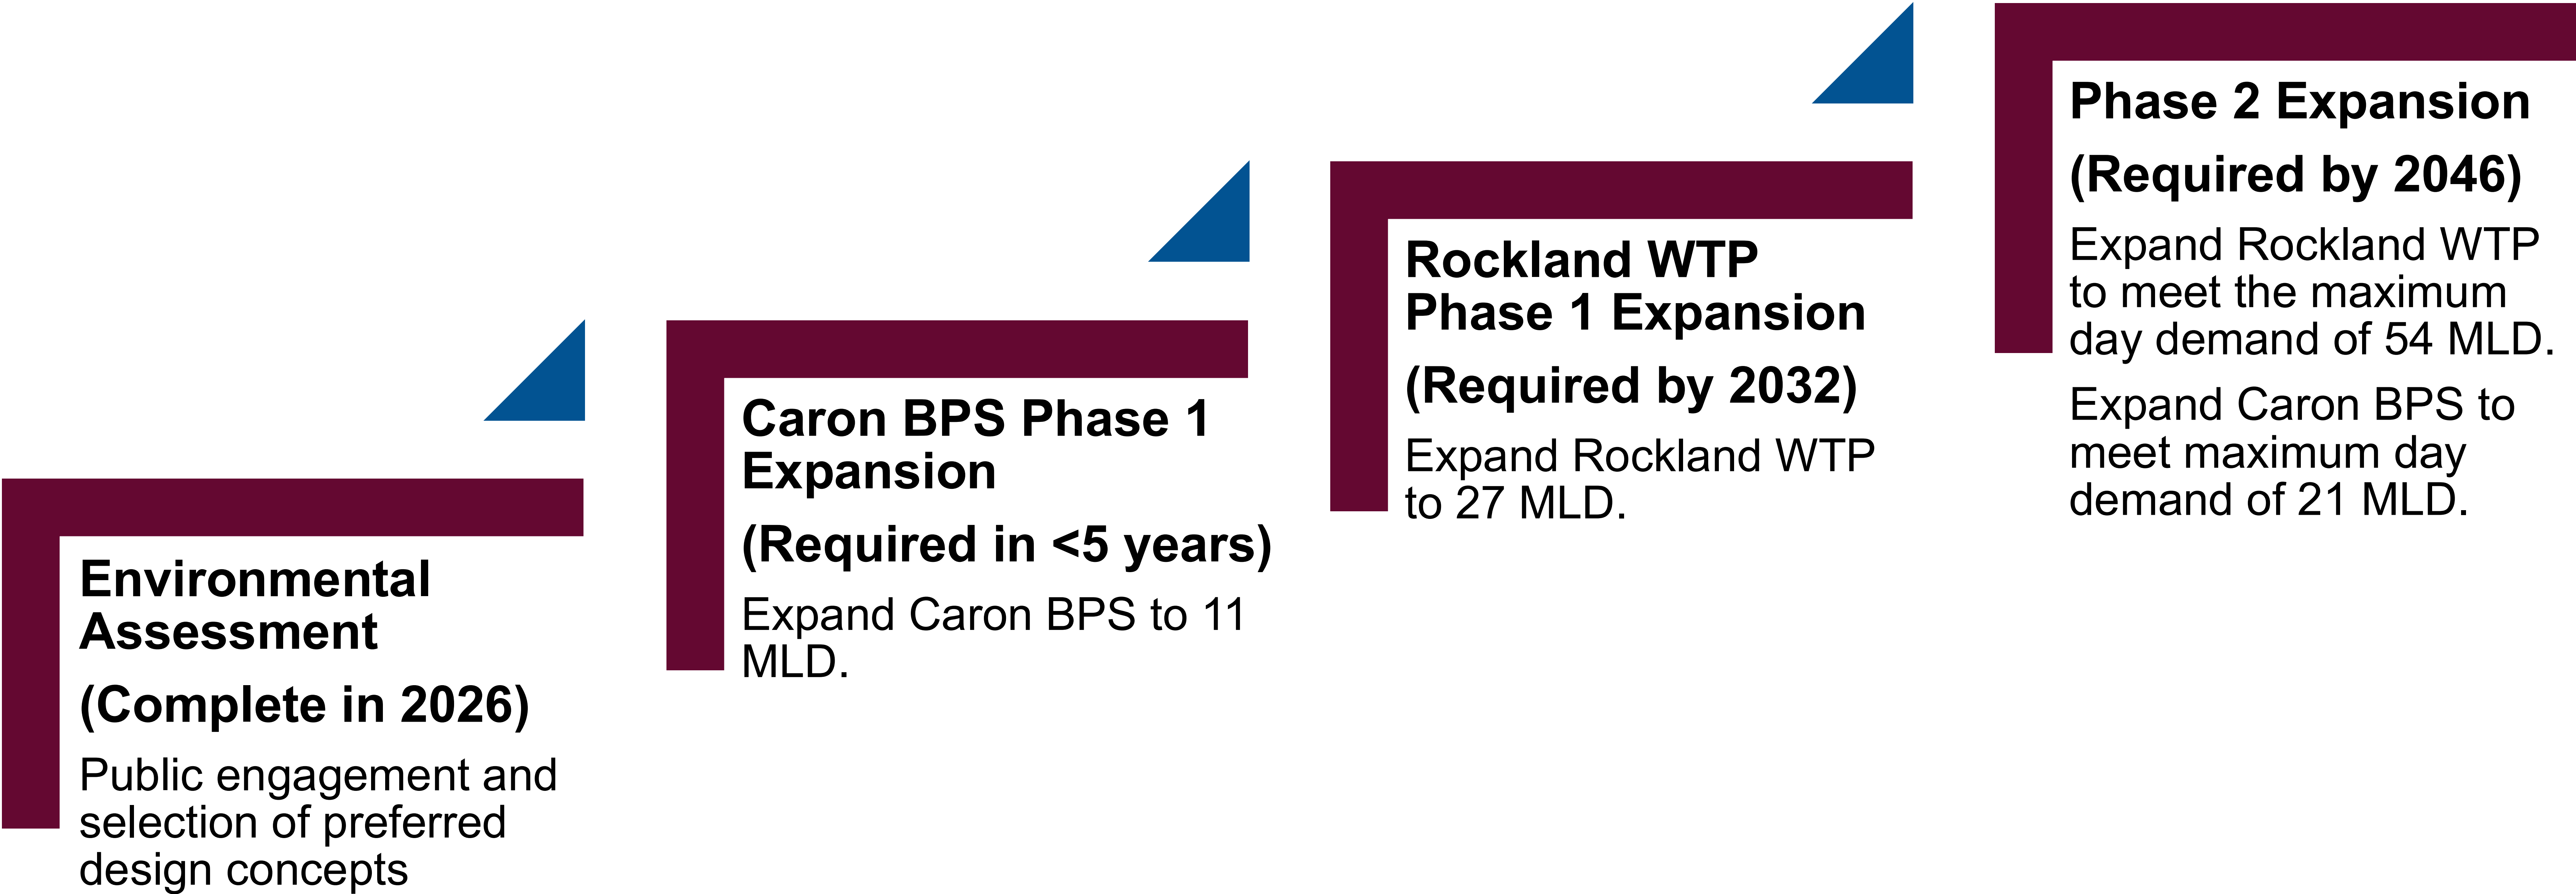 Environmental
Assessment
(Complete in 2026)
Public engagement and
selection of preferred
design concepts
Caron BPS Phase 1
Expansion
(Required in <5 years)
Expand Caron BPS to 11
MLD.
Rockland WTP
Phase 1 Expansion
(Required by 2032)
Expand Rockland WTP
to 27 MLD.
Phase 2 Expansion
(Required by 2046)
Expand Rockland WTP
to meet the maximum
day demand of 54 MLD.
Expand Caron BPS to
meet maximum day
demand of 21 MLD.